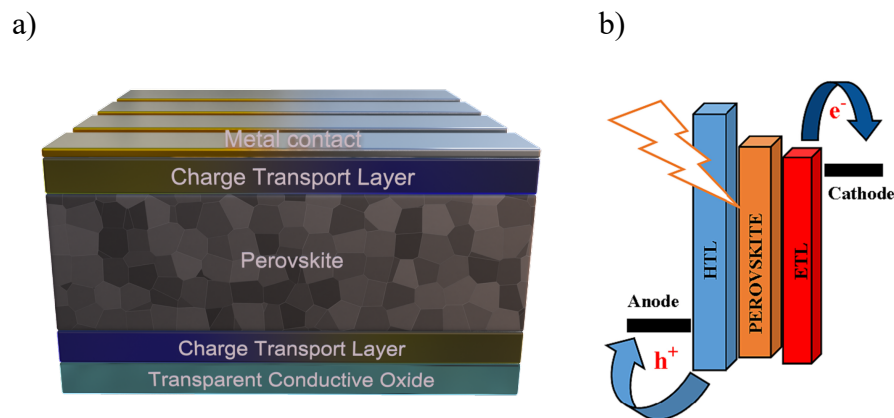 a)
Metal contact
Charge Transport Layer
Perovskite
Charge Transport Layer
Transparent Conductive Oxide
b)
e-
Cathode
HTL
PEROVSKITE
ETL
Anode
h+